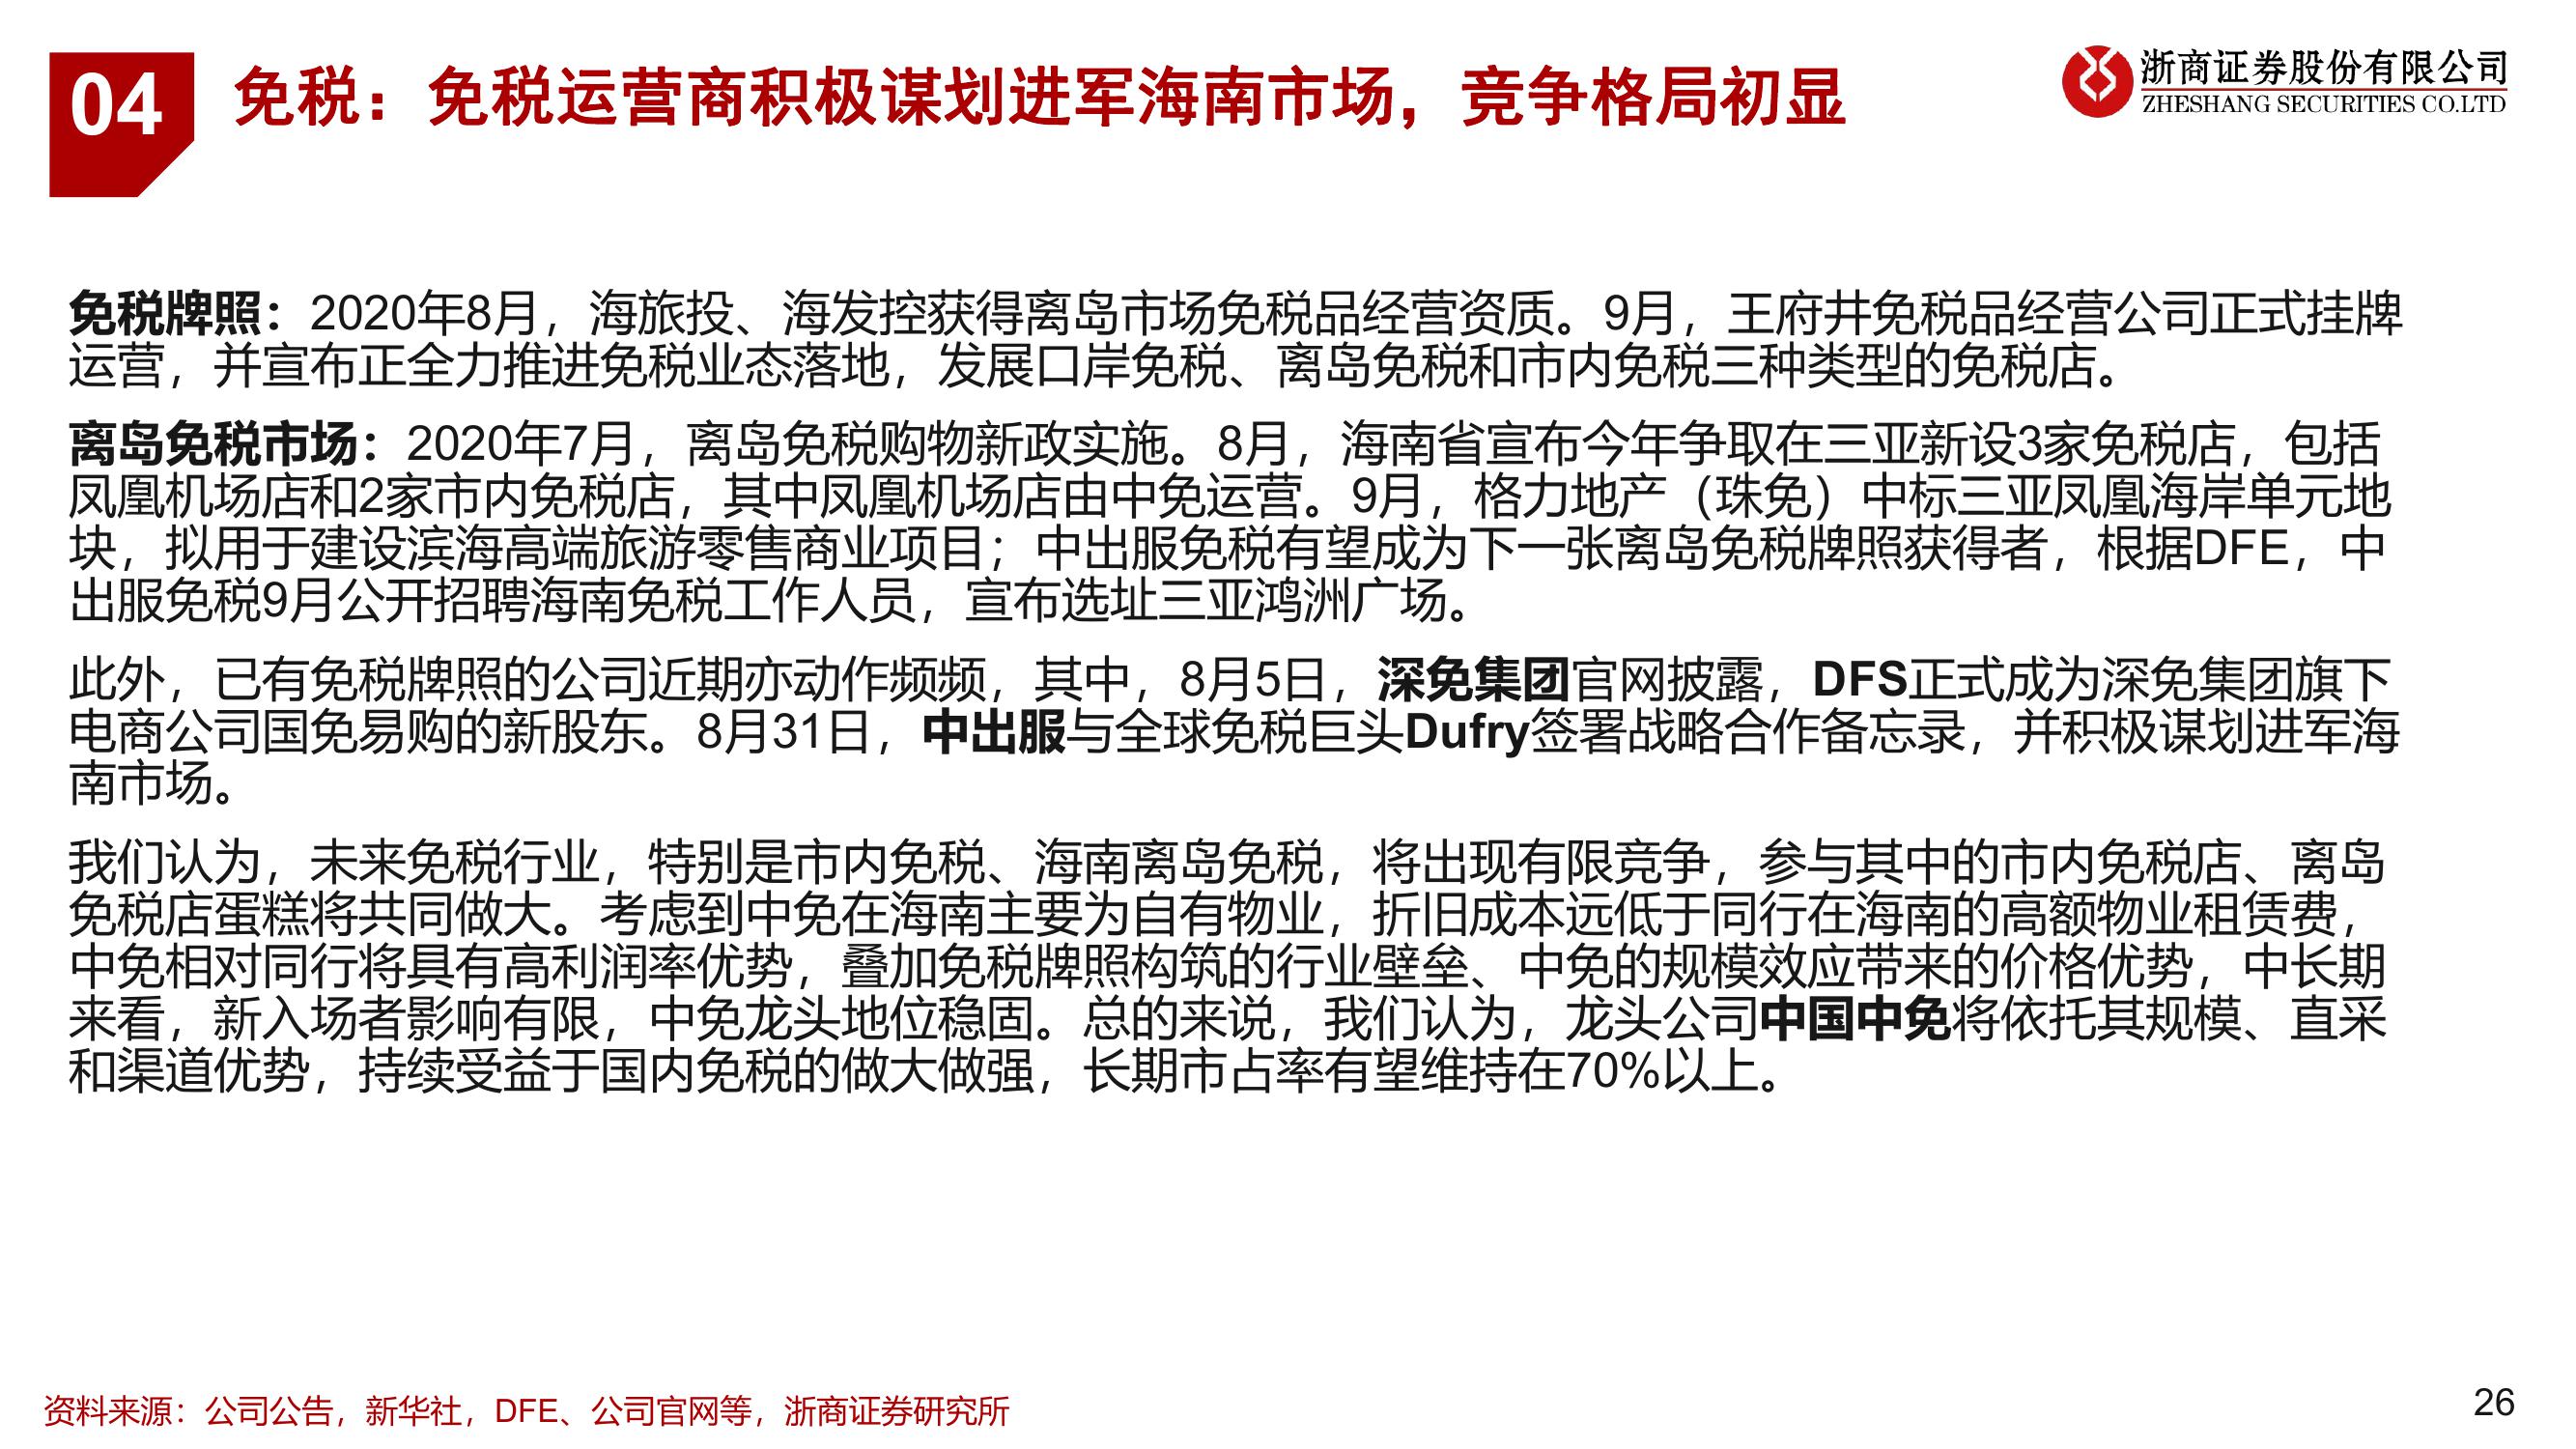 04
免税：免税运营商积极谋划进军海南市场，竞争格局初显
浙商证券股份有限公司
ZHESHANG SECURITIES CO.LTD
免税牌照：2020年8月，海旅投、海发控获得离岛市场免税品经营资质。9月，王府井免税品经营公司正式挂牌
运营，并宣布正全力推进免税业态落地，发展口岸免税、离岛免税和市内免税三种类型的免税店。
离岛免税市场：2020年7月，离岛免税购物新政实施。8月，海南省宣布今年争取在三亚新设3家免税店，包括
凤凰机场店和2家市内免税店，其中凤凰机场店由中免运营。9月，格力地产（珠免）中标三亚凤凰海岸单元地
块，拟用于建设滨海高端旅游零售商业项目；中出服免税有望成为下一张离岛免税牌照获得者，根据DFE，中
出服免税9月公开招聘海南免税工作人员，宣布选址三亚鸿洲广场。
此外，已有免税牌照的公司近期亦动作频频，其中，8月5日，深免集团官网披露，DFS正式成为深免集团旗下
电商公司国免易购的新股东。8月31日，中出服与全球免税巨头Dufry签署战略合作备忘录，并积极谋划进军海
南市场。
我们认为，未来免税行业，特别是市内免税、海南离岛免税，将出现有限竞争，参与其中的市内免税店、离岛
免税店蛋糕将共同做大。考虑到中免在海南主要为自有物业，折旧成本远低于同行在海南的高额物业租赁费，
中免相对同行将具有高利润率优势，叠加免税牌照构筑的行业壁垒、中免的规模效应带来的价格优势，中长期
来看，新入场者影响有限，中免龙头地位稳固。总的来说，我们认为，龙头公司中国中免将依托其规模、直采
和渠道优势，持续受益于国内免税的做大做强，长期市占率有望维持在70%以上。
资料来源：公司公告，新华社，DFE、公司官网等，浙商证券研究所
26